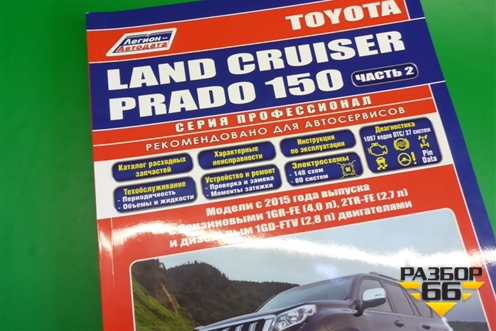 TOYOTA
Легион-Автодата
LAND CRUISER
PRADO 150 ЧАСТЬ 2
СЕРИЯ ПРОФЕССИОНАЛ
РЕКОМЕНДОВАНО ДЛЯ АВТОСЕРВИСОВ
Каталог расходных
запчастей
Характерные
неисправности
Инструкция
по эксплуатации
Диагностика
1097 кодов DTC/ 37 систем
Pin
Data
Техобслуживание
- Периодичность
- Объемы и жидкости
Устройство и ремонт
- Проверка и замена
- Моменты затяжки
Электросхемы
- 148 схем
- 80 систем
Модели с 2015 года выпуска
с бензиновыми 1GR-FE (4,0 л), 2TR-FE (2,7 л)
и дизельным 1GD-FTV (2,8 л) двигателями
РАЗБОР
66